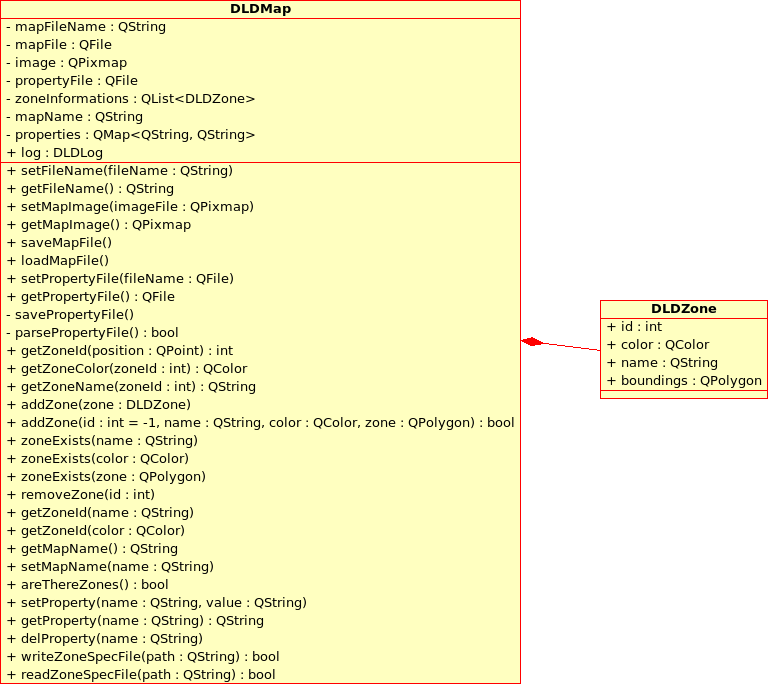 DLDMap
- mapFileName : QString
- mapFile : QFile
- image : QPixmap
- propertyFile : QFile
- zoneInformations : QList<DLDZone>
- mapName : QString
- properties : QMap<QString, QString>
+ log : DLDLog
+ setFileName(fileName : QString)
+ getFileName() : QString
+ setMapImage(imageFile : QPixmap)
+ getMapImage() : QPixmap
+ saveMapFile()
+ loadMapFile()
+ setPropertyFile(fileName : QFile)
+ getPropertyFile() : QFile
- savePropertyFile()
- parsePropertyFile() : bool
+ getZoneId(position : QPoint) : int
+ getZoneColor(zoneId : int) : QColor
+ getZoneName(zoneId : int) : QString
+ addZone(zone : DLDZone)
+ addZone(id : int = -1, name : QString, color : QColor, zone : QPolygon) : bool
+ zoneExists(name : QString)
+ zoneExists(color : QColor)
+ zoneExists(zone : QPolygon)
+ removeZone(id : int)
+ getZoneId(name : QString)
+ getZoneId(color : QColor)
+ getMapName() : QString
+ setMapName(name : QString)
+ areThereZones() : bool
+ setProperty(name : QString, value : QString)
+ getProperty(name : QString) : QString
+ delProperty(name : QString)
+ writeZoneSpecFile(path : QString) : bool
+ readZoneSpecFile(path : QString) : bool
DLDZone
+ id : int
+ color : QColor
+ name : QString
+ boundings : QPolygon